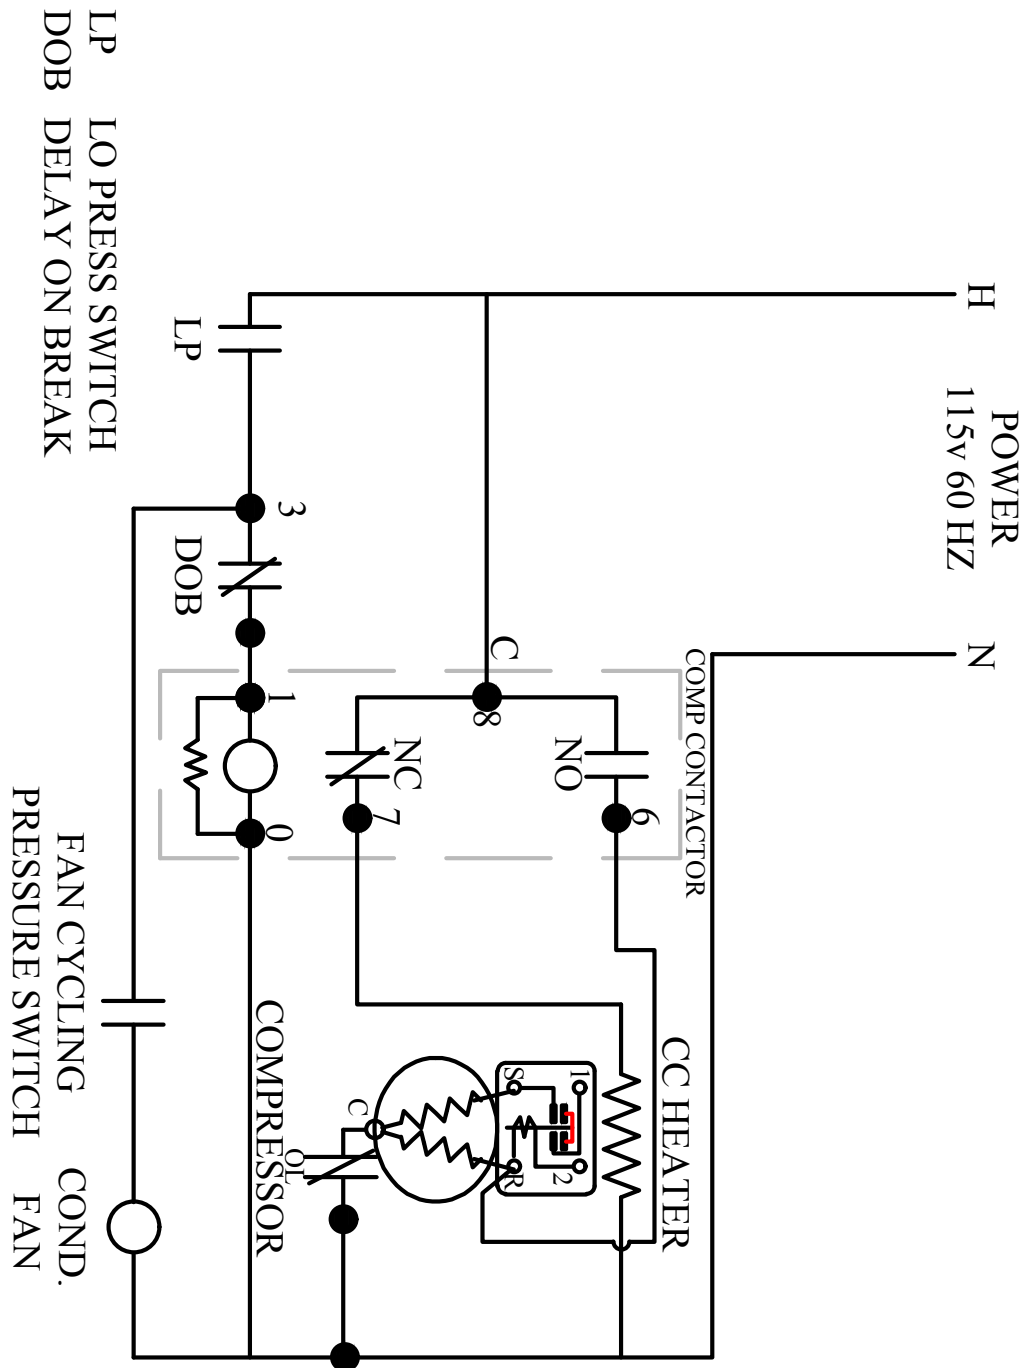 POWER
115v 60 HZ
H
N
COMP CONTACTOR
NO
6
C
8
NC
7
CC HEATER
1
2
S
R
C
OL
COMPRESSOR
LP
3
DOB
1
0
FAN CYCLING
PRESSURE SWITCH
COND.
FAN
LP LO PRESS SWITCH
DOB DELAY ON BREAK